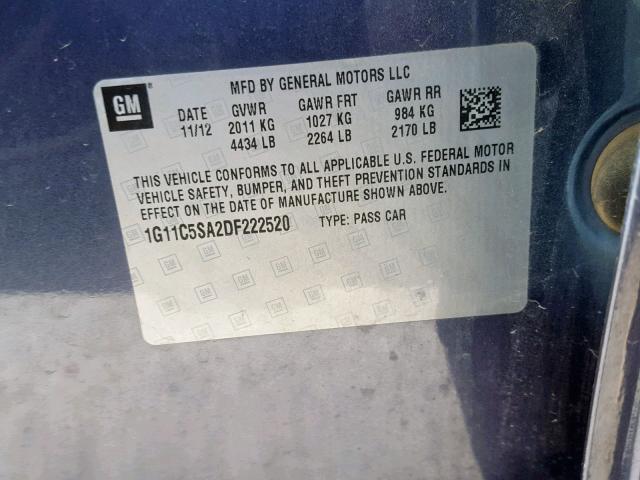 GM
MFD BY GENERAL MOTORS LLC
DATE GVWR GAWR FRT GAWR RR
11/12 2011 KG 1027 KG 984 KG
4434 LB 2264 LB 2170 LB
THIS VEHICLE CONFORMS TO ALL APPLICABLE U.S. FEDERAL MOTOR
VEHICLE SAFETY, BUMPER, AND THEFT PREVENTION STANDARDS IN
EFFECT ON THE DATE OF MANUFACTURE SHOWN ABOVE.
1G11C5SA2DF222520 TYPE: PASS CAR